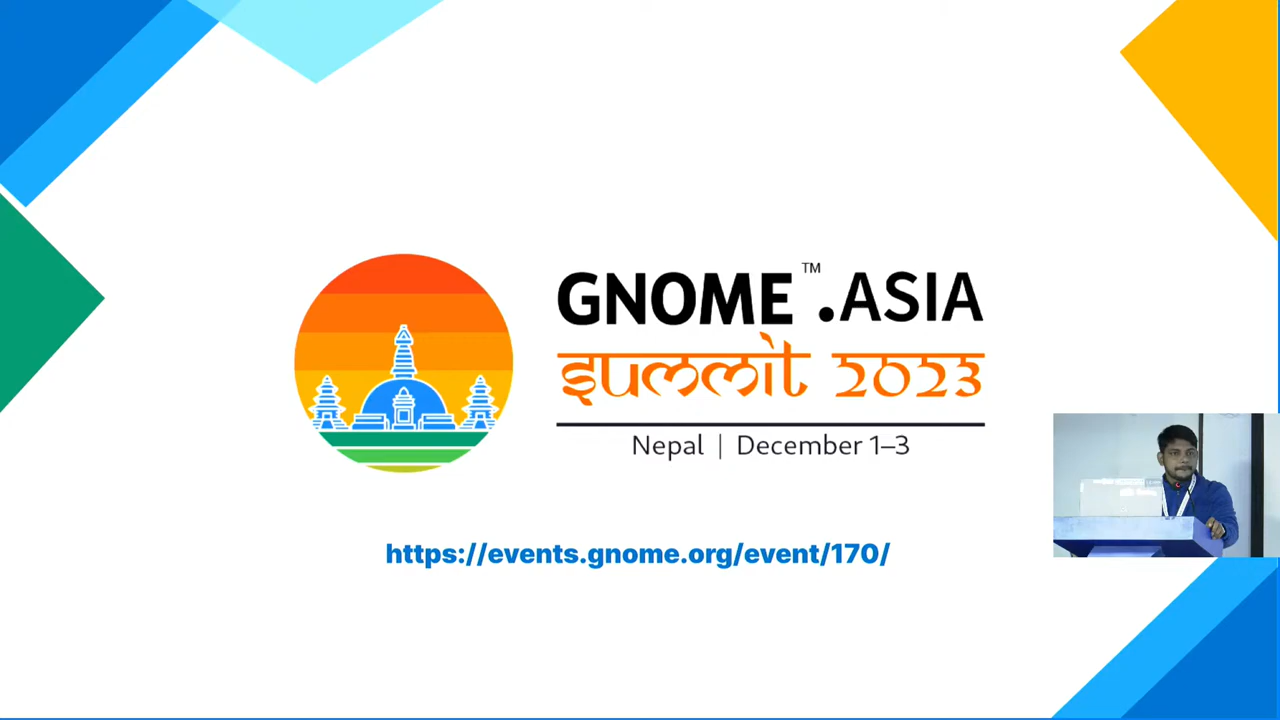 GNOME™.ASIA
summit 2023
Nepal | December 1–3
https://events.gnome.org/event/170/